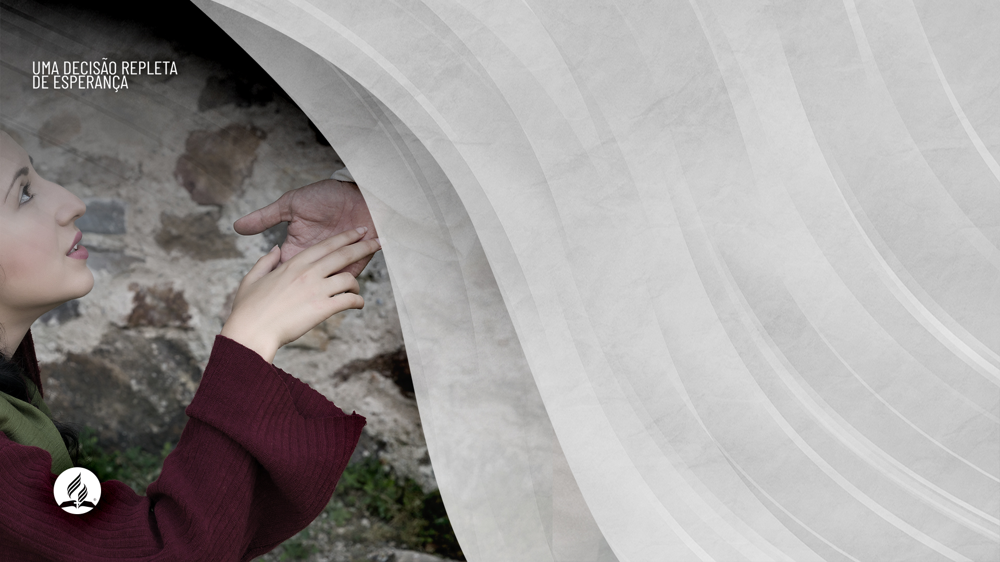 UMA DECISÃO REPLETA
DE ESPERANÇA